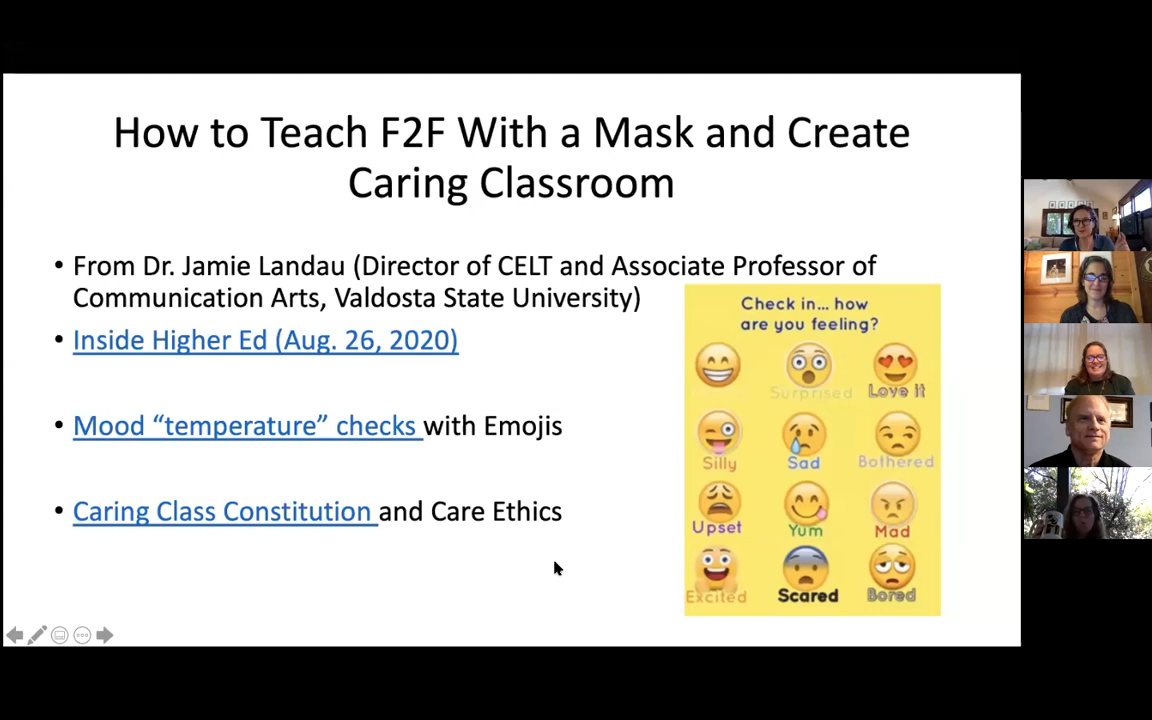 How to Teach F2F With a Mask and Create
Caring Classroom
• From Dr. Jamie Landau (Director of CELT and Associate Professor of
Communication Arts, Valdosta State University)
• Inside Higher Ed (Aug. 26, 2020)
• Mood “temperature” checks with Emojis
• Caring Class Constitution and Care Ethics
Check in... how
are you feeling?
Surprised Love it
Silly Sad Bothered
Upset Yum Mad
Excited Scared Bored